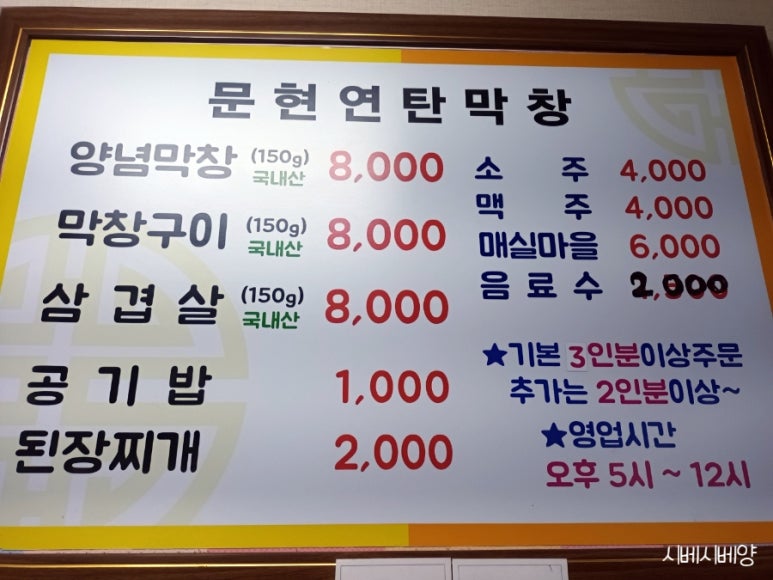 문현연탄막창
양념막창 (150g) 국내산 8,000
막창구이 (150g) 국내산 8,000
삼겹살 (150g) 국내산 8,000
공기밥 1,000
된장찌개 2,000
소주 4,000
맥주 4,000
매실마을 6,000
음료수 2,000
★기본 3인분이상주문
추가는 2인분이상~
★영업시간
오후 5시 ~ 12시
시베시베양